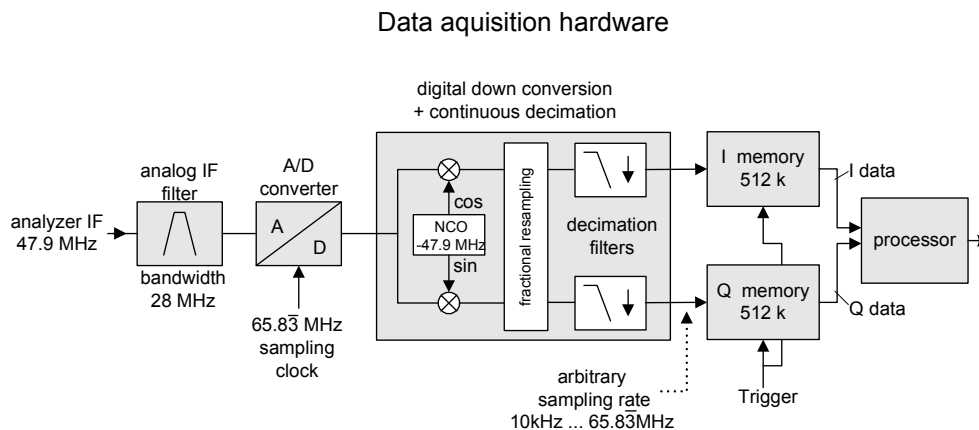 Data aquisition hardware
digital down conversion
+ continuous decimation
analog IF
filter
A/D
converter
analyzer IF
47.9 MHz
bandwidth
28 MHz
A
D
65.83̅ MHz
sampling
clock
cos
NCO
-47.9 MHz
sin
fractional resampling
decimation
filters
I memory
512 k
Q memory
512 k
I data
Q data
processor
arbitrary
sampling rate
10kHz ... 65.83̅MHz
Trigger